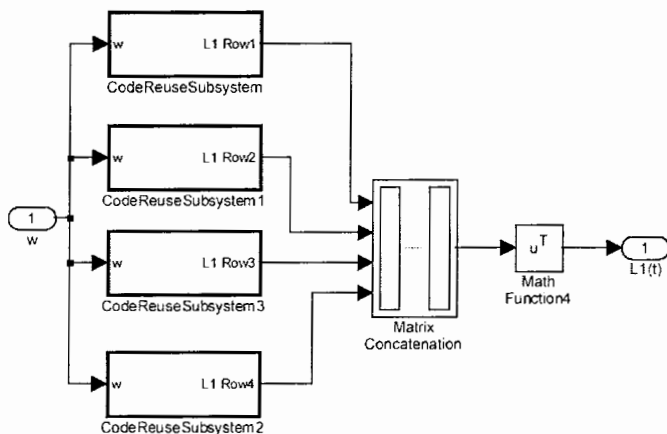 w
L1 Row1
CodeReuseSubsystem
w
L1 Row2
CodeReuseSubsystem1
1
w
w
L1 Row3
CodeReuseSubsystem3
w
L1 Row4
CodeReuseSubsystem2
Matrix
Concatenation
uT
Math
Function4
1
L1(t)